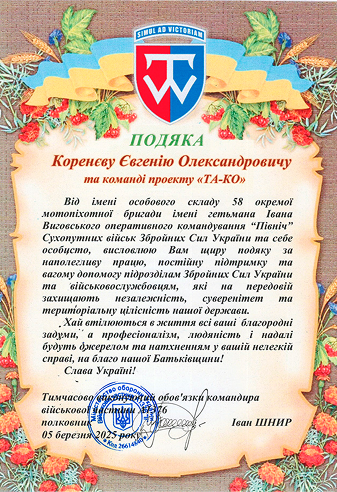 SIMUL AD VICTORIAM
ПОДЯКА
Кореневу Євгенію Олександровичу
та команді проекту «ТА-КО»
Від імені особового складу 58 окремої
мотопіхотної бригади імені гетьмана Івана
Виговського оперативного командування “Північ”
Сухопутних військ Збройних Сил України та себе
особисто, висловлюю Вам щиру подяку за
наполегливу працю, постійну підтримку та
вагому допомогу підрозділам Збройних Сил України
та військовослужбовцям, які на передовій
захищають незалежність, суверенітет та
територіальну цілісність нашої держави.
Хай втілюються в життя всі ваші благородні
задуми, а професіоналізм, людяність і надалі
будуть джерелом та натхненням у вашій нелегкій
справі, на благо нашої Батьківщини!
Слава Україні!
Тимчасово виконуючий обов'язки командира
військової частини
полковник Іван ШНИР
05 березня 2025 року